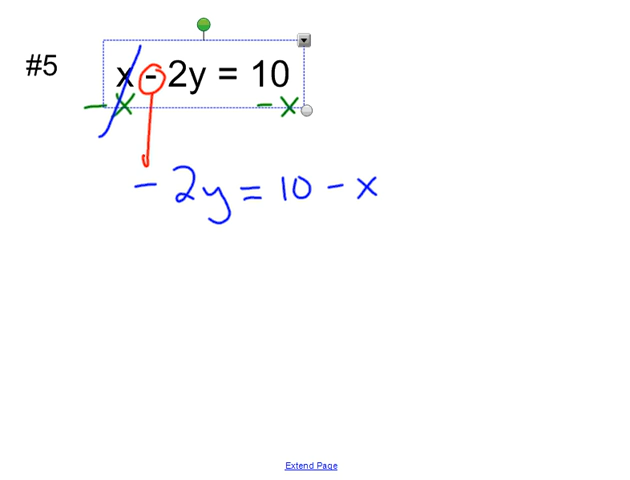 #5 x - 2y = 10
- x - x
- 2y = 10 - x
Extend Page